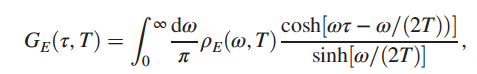 G_E(τ, T) = ∫_0^∞ dω/π ρ_E(ω, T) cosh[ωτ − ω/(2T))] / sinh[ω/(2T)] ,